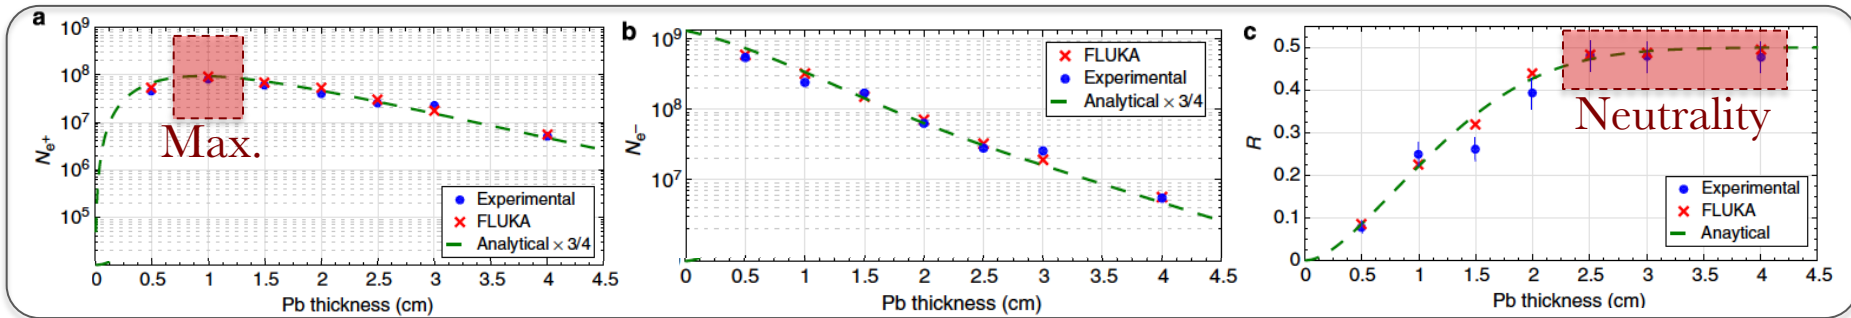 a
10^9
10^8
10^7
10^6
10^5
N_e+
Max.
Experimental
FLUKA
Analytical × 3/4
0 0.5 1 1.5 2 2.5 3 3.5 4 4.5
Pb thickness (cm)
b
10^9
10^8
10^7
N_e−
FLUKA
Experimental
Analytical × 3/4
0 0.5 1 1.5 2 2.5 3 3.5 4 4.5
Pb thickness (cm)
c
0.5
0.4
0.3
0.2
0.1
0
R
Neutrality
Experimental
FLUKA
Anaytical
0 0.5 1 1.5 2 2.5 3 3.5 4 4.5
Pb thickness (cm)